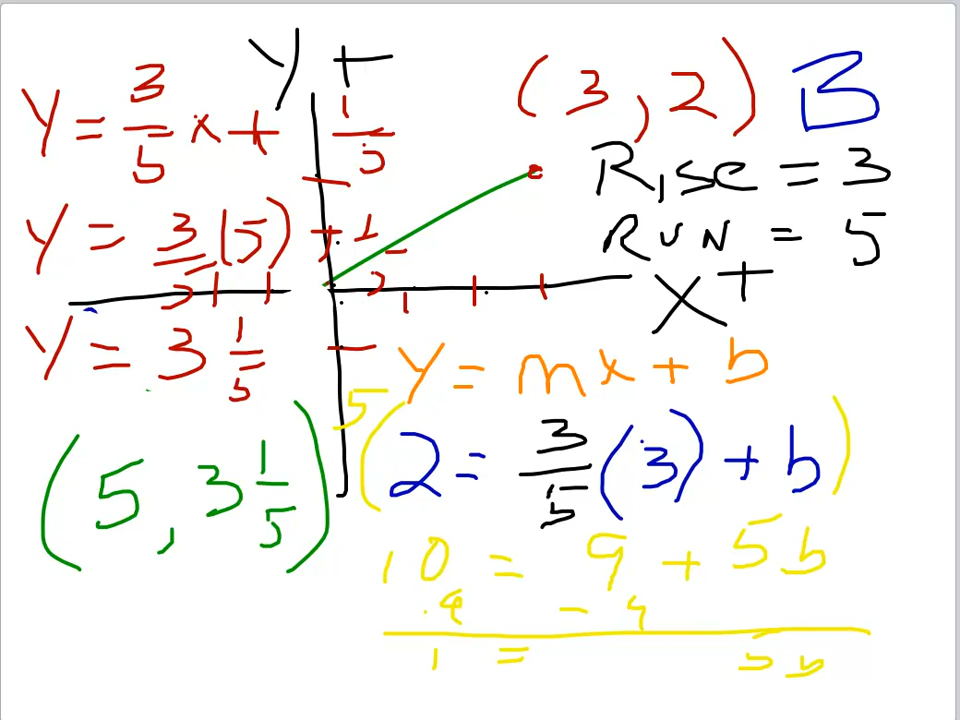 Y +
(3,2) B
Rise = 3
RUN = 5
X +
Y = 3/5 x + 1/5
Y = 3/5 (5) + 1/5
Y = 3 1/5
(5, 3 1/5)
Y = mx + b
5(2 = 3/5 (3) + b)
10 = 9 + 5b
-9 - 9
1 = 5b